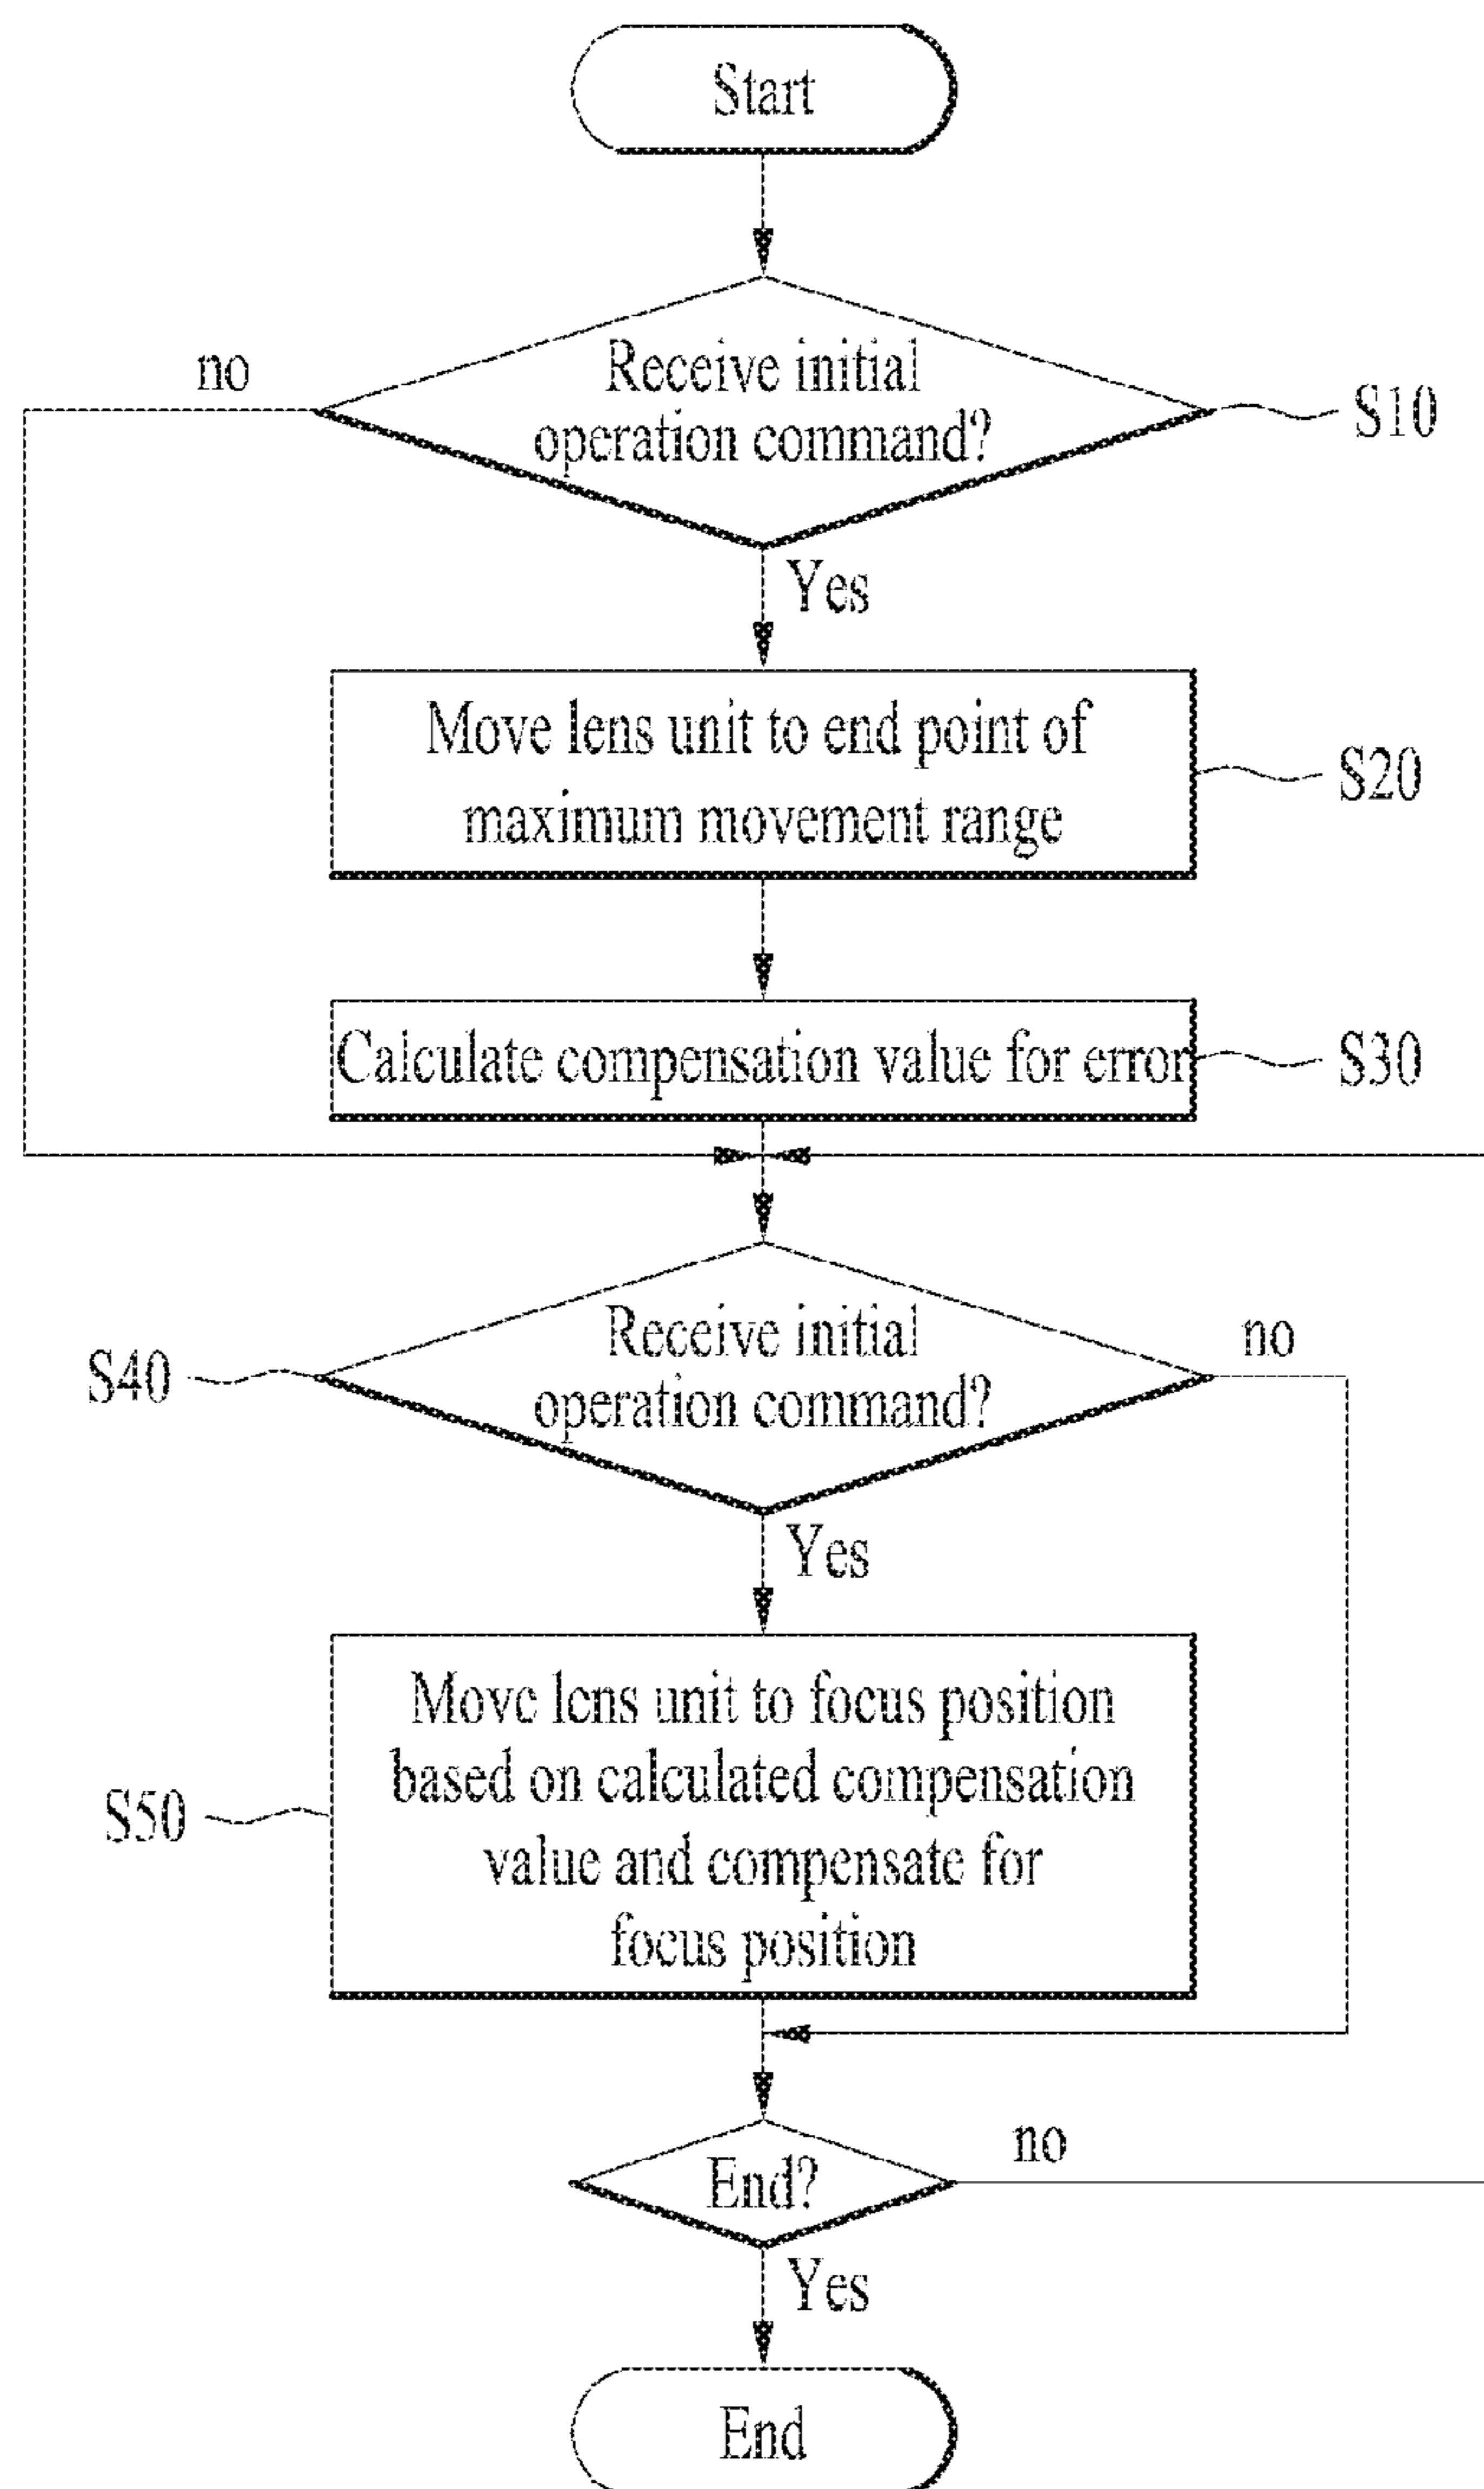 Start
no
Receive initial
operation command?
S10
Yes
Move lens unit to end point of
maximum movement range
S20
Calculate compensation value for error
S30
Receive initial
operation command?
no
S40
Yes
Move lens unit to focus position
based on calculated compensation
value and compensate for
focus position
S50
no
End?
Yes
End